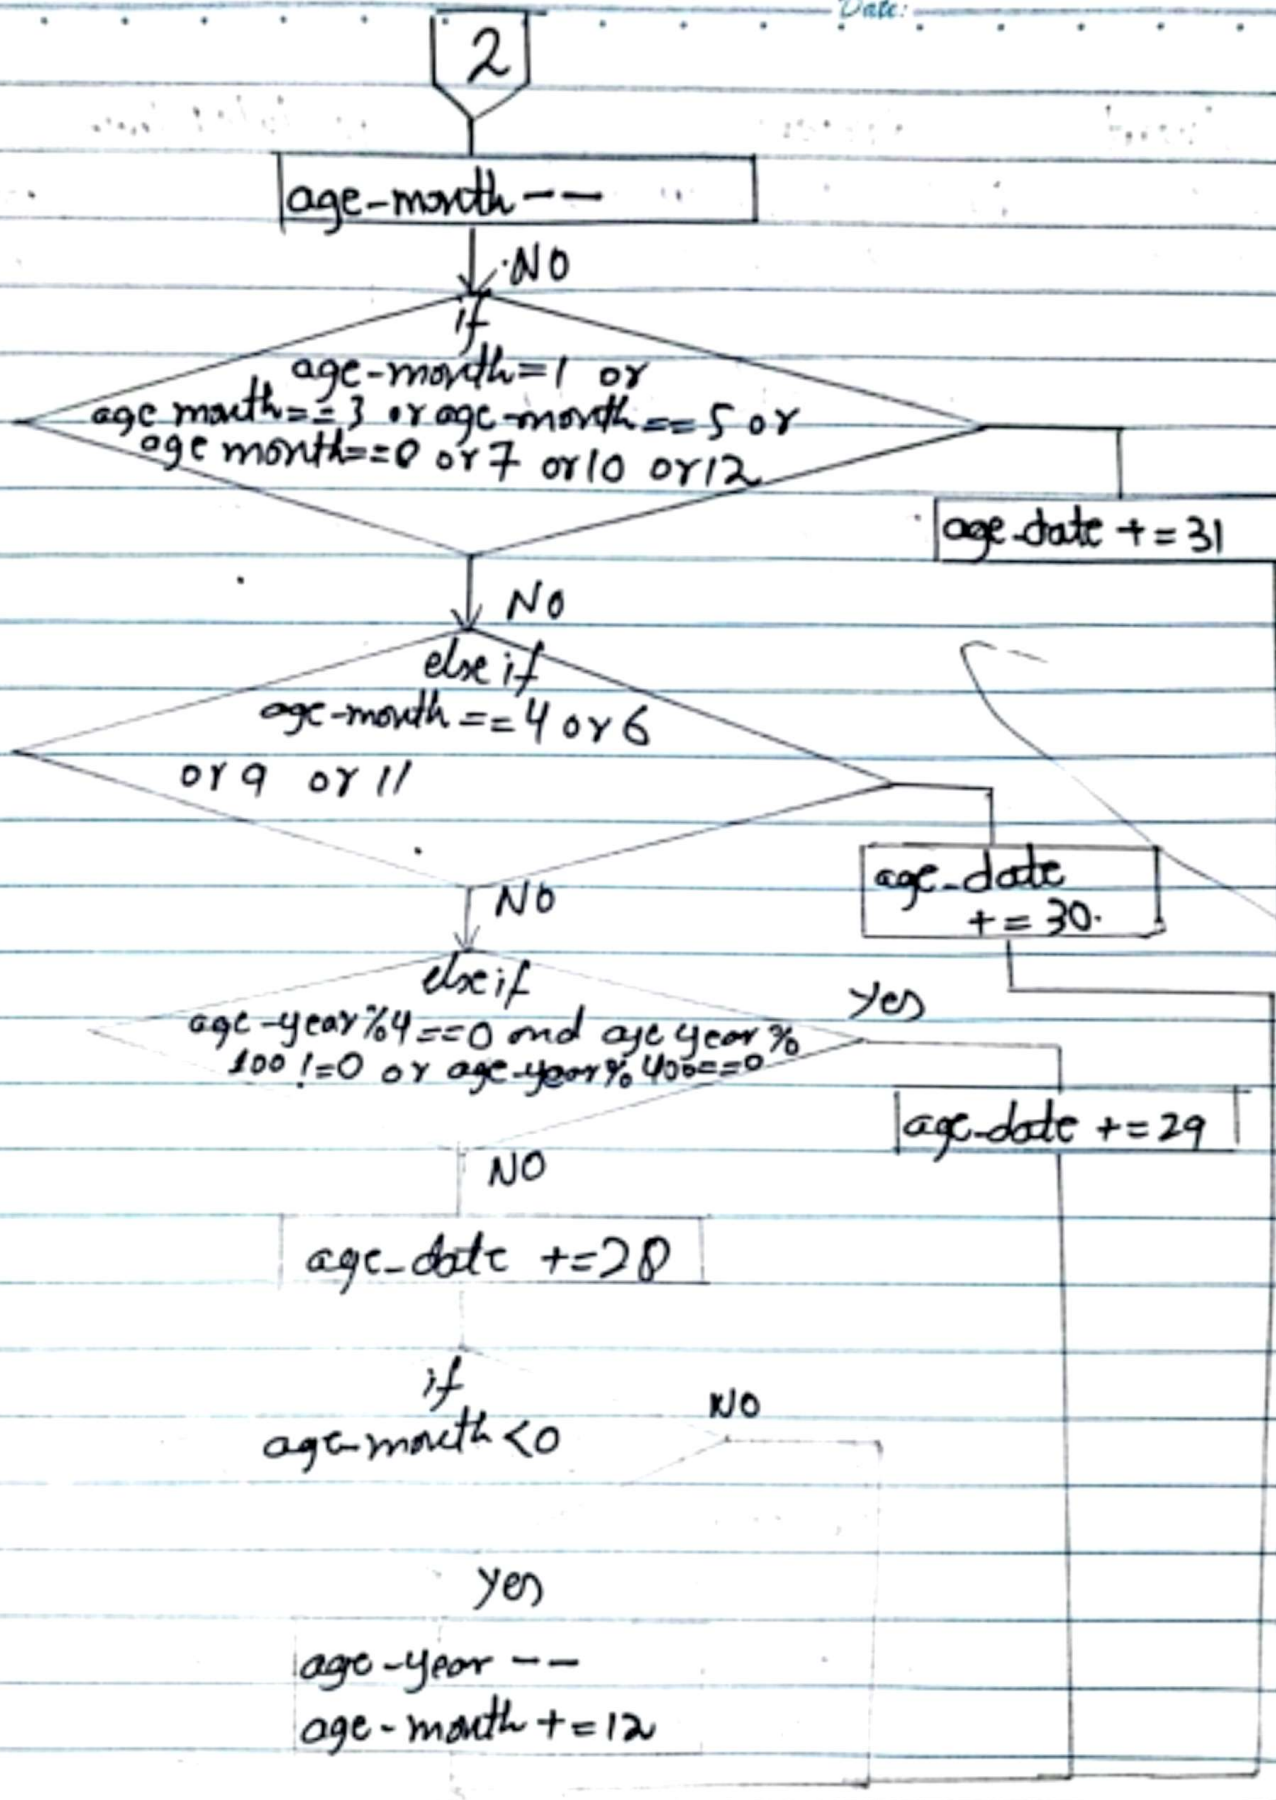 Date:
2
age-month--
NO
if
age-month=1 or
age month==3 or age-month==5 or
age month==8 or 7 or 10 or 12
age-date +=31
NO
else if
age-month==4 or 6
or 9 or 11
age-date
+=30.
NO
else if
Yes
age-year%4==0 and age year%
100 !=0 or age-year%400==0
age-date +=29
NO
age-date +=28
if
NO
age-month<0
Yes
age-year --
age-month +=12